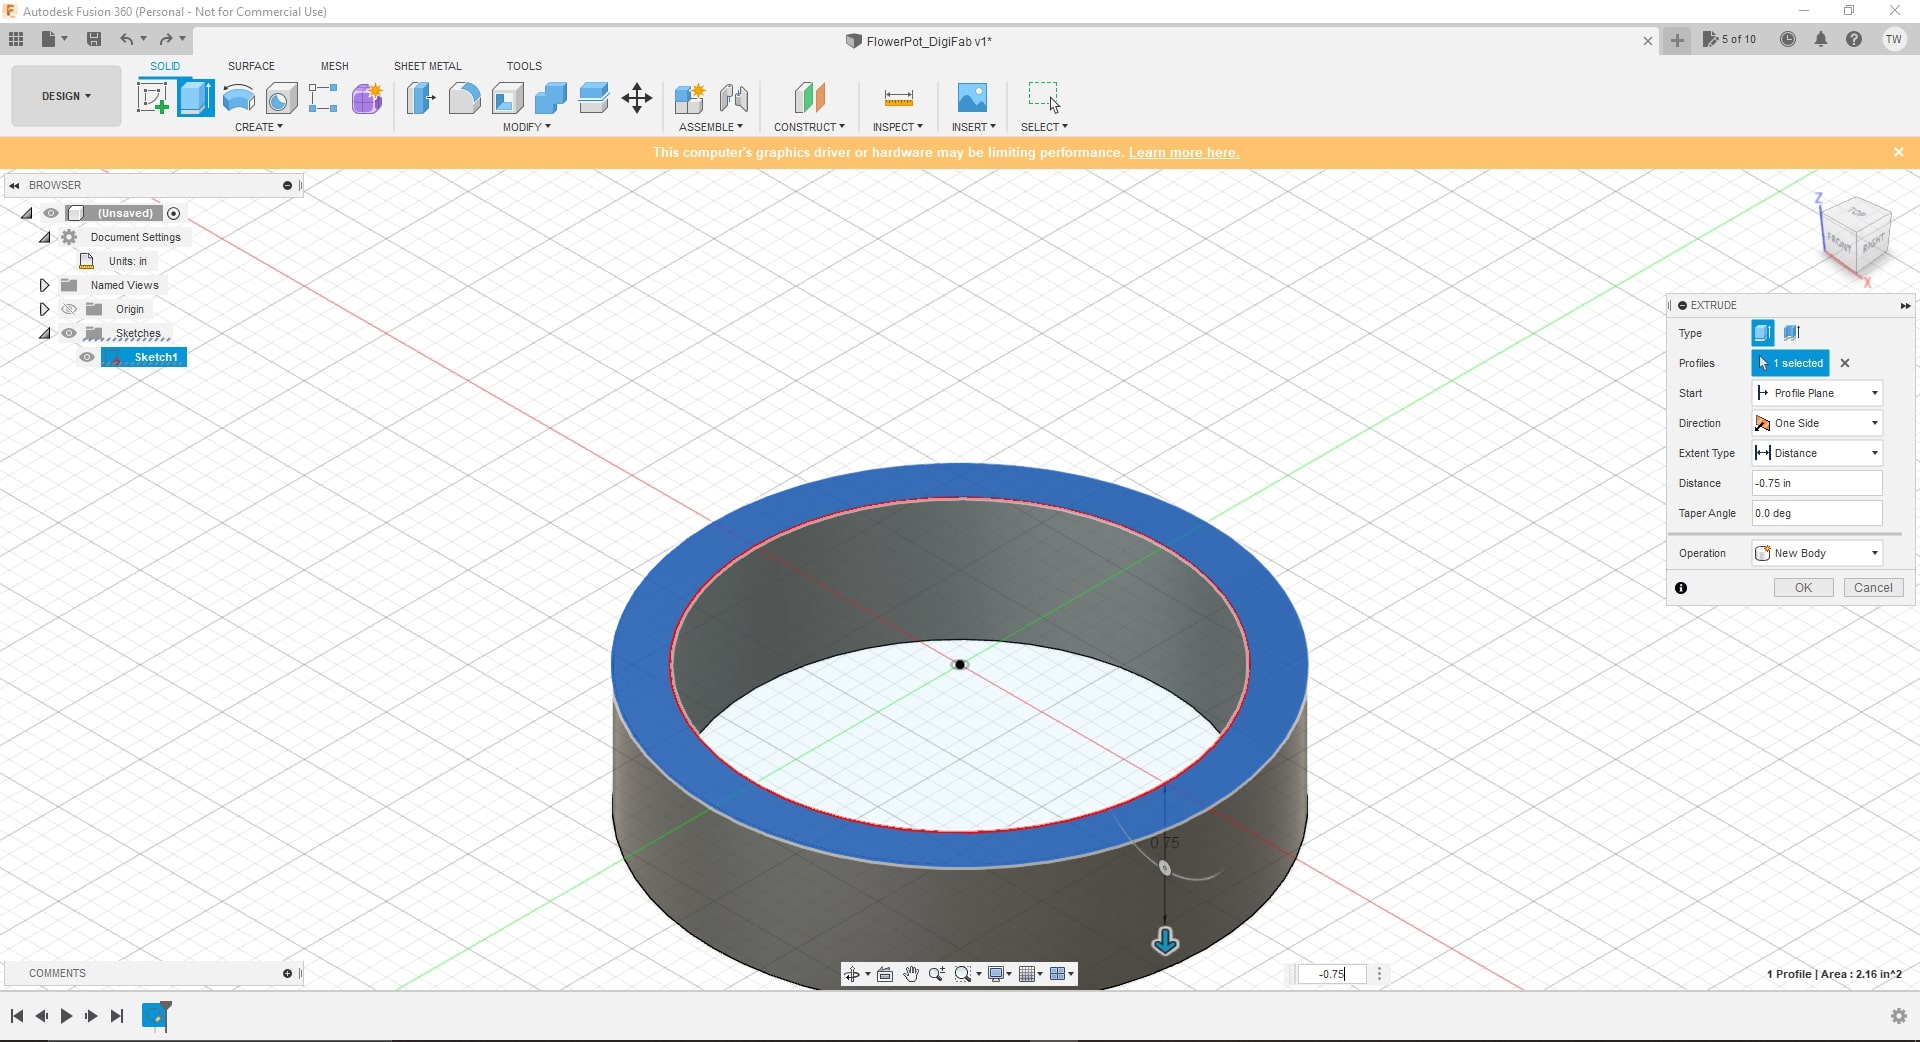 Autodesk Fusion 360 (Personal - Not for Commercial Use)
FlowerPot_DigiFab v1*
5 of 10
TW
DESIGN
SOLID SURFACE MESH SHEET METAL TOOLS
CREATE MODIFY ASSEMBLE CONSTRUCT INSPECT INSERT SELECT
This computer's graphics driver or hardware may be limiting performance. Learn more here.
BROWSER
(Unsaved)
Document Settings
Units: in
Named Views
Origin
Sketches
Sketch1
Z
TOP
FRONT
RIGHT
X
EXTRUDE
Type
Profiles 1 selected
Start Profile Plane
Direction One Side
Extent Type Distance
Distance -0.75 in
Taper Angle 0.0 deg
Operation New Body
OK Cancel
0.75
COMMENTS
-0.75
1 Profile | Area : 2.16 in^2